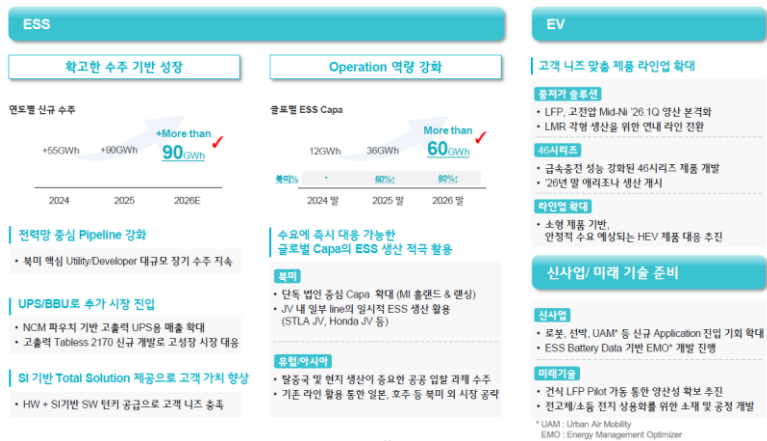 ESS
확고한 수주 기반 성장
연도별 신규 수주
+55GWh
+90GWh
+More than
90GWh
2024
2025
2026E
전력망 중심 Pipeline 강화
• 북미 핵심 Utility/Developer 대규모 장기 수주 지속
UPS/BBU로 추가 시장 진입
• NCM 파우치 기반 고출력 UPS용 매출 확대
• 고출력 Tabless 2170 신규 개발로 고성장 시장 대응
SI 기반 Total Solution 제공으로 고객 가치 향상
• HW + SI기반 SW 턴키 공급으로 고객 니즈 충족
Operation 역량 강화
글로벌 ESS Capa
12GWh
36GWh
More than
60GWh
북미%
-
60%↑
80%↑
2024 말
2025 말
2026 말
수요에 즉시 대응 가능한
글로벌 Capa의 ESS 생산 적극 활용
북미
• 단독 법인 중심 Capa 확대 (MI 홀랜드 & 랜싱)
• JV 내 일부 line의 일시적 ESS 생산 활용
(STLA JV, Honda JV 등)
유럽/아시아
• 탈중국 및 현지 생산이 중요한 공공 입찰 과제 수주
• 기존 라인 활용 통한 일본, 호주 등 북미 외 시장 공략
EV
고객 니즈 맞춤 제품 라인업 확대
중저가 솔루션
• LFP, 고전압 Mid-Ni '26.1Q 양산 본격화
• LMR 각형 생산을 위한 연내 라인 전환
46시리즈
• 급속충전 성능 강화된 46시리즈 제품 개발
• '26년 말 애리조나 생산 개시
라인업 확대
• 소형 제품 기반,
안정적 수요 예상되는 HEV 제품 대응 추진
신사업/ 미래 기술 준비
신사업
• 로봇, 선박, UAM* 등 신규 Application 진입 기회 확대
• ESS Battery Data 기반 EMO* 개발 진행
미래기술
• 건식 LFP Pilot 가동 통한 양산성 확보 추진
• 전고체/소듐 전지 상용화를 위한 소재 및 공정 개발
* UAM : Urban Air Mobility
EMO : Energy Management Optimizer